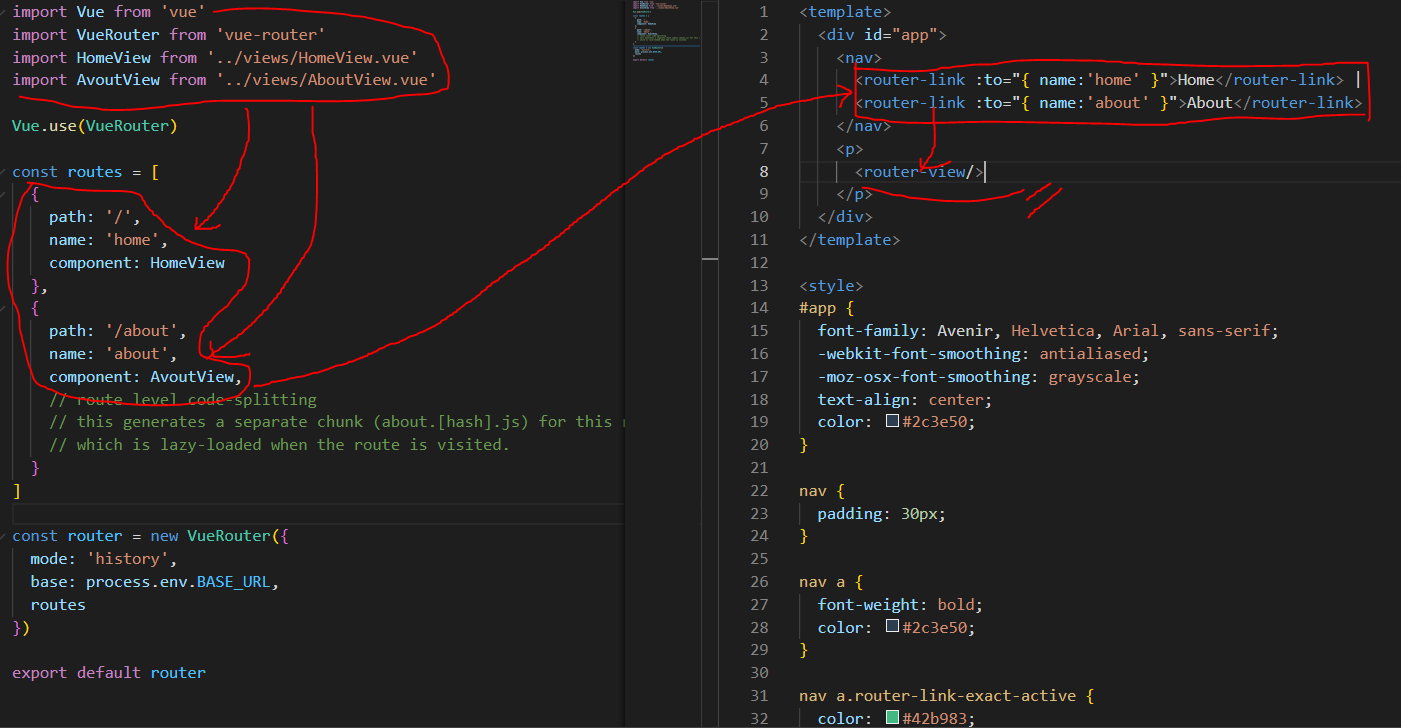 import Vue from 'vue'
import VueRouter from 'vue-router'
import HomeView from '../views/HomeView.vue'
import AvoutView from '../views/AboutView.vue'
Vue.use(VueRouter)
const routes = [
{
path: '/',
name: 'home',
component: HomeView
},
{
path: '/about',
name: 'about',
component: AvoutView,
// route level code-splitting
// this generates a separate chunk (about.[hash].js) for this
// which is lazy-loaded when the route is visited.
}
]
const router = new VueRouter({
mode: 'history',
base: process.env.BASE_URL,
routes
})
export default router
1 <template>
2 <div id="app">
3 <nav>
4 <router-link :to="{ name:'home' }">Home</router-link> |
5 <router-link :to="{ name:'about' }">About</router-link>
6 </nav>
7 <p>
8 <router-view/>
9 </p>
10 </div>
11 </template>
12
13 <style>
14 #app {
15 font-family: Avenir, Helvetica, Arial, sans-serif;
16 -webkit-font-smoothing: antialiased;
17 -moz-osx-font-smoothing: grayscale;
18 text-align: center;
19 color: #2c3e50;
20 }
21
22 nav {
23 padding: 30px;
24 }
25
26 nav a {
27 font-weight: bold;
28 color: #2c3e50;
29 }
30
31 nav a.router-link-exact-active {
32 color: #42b983;